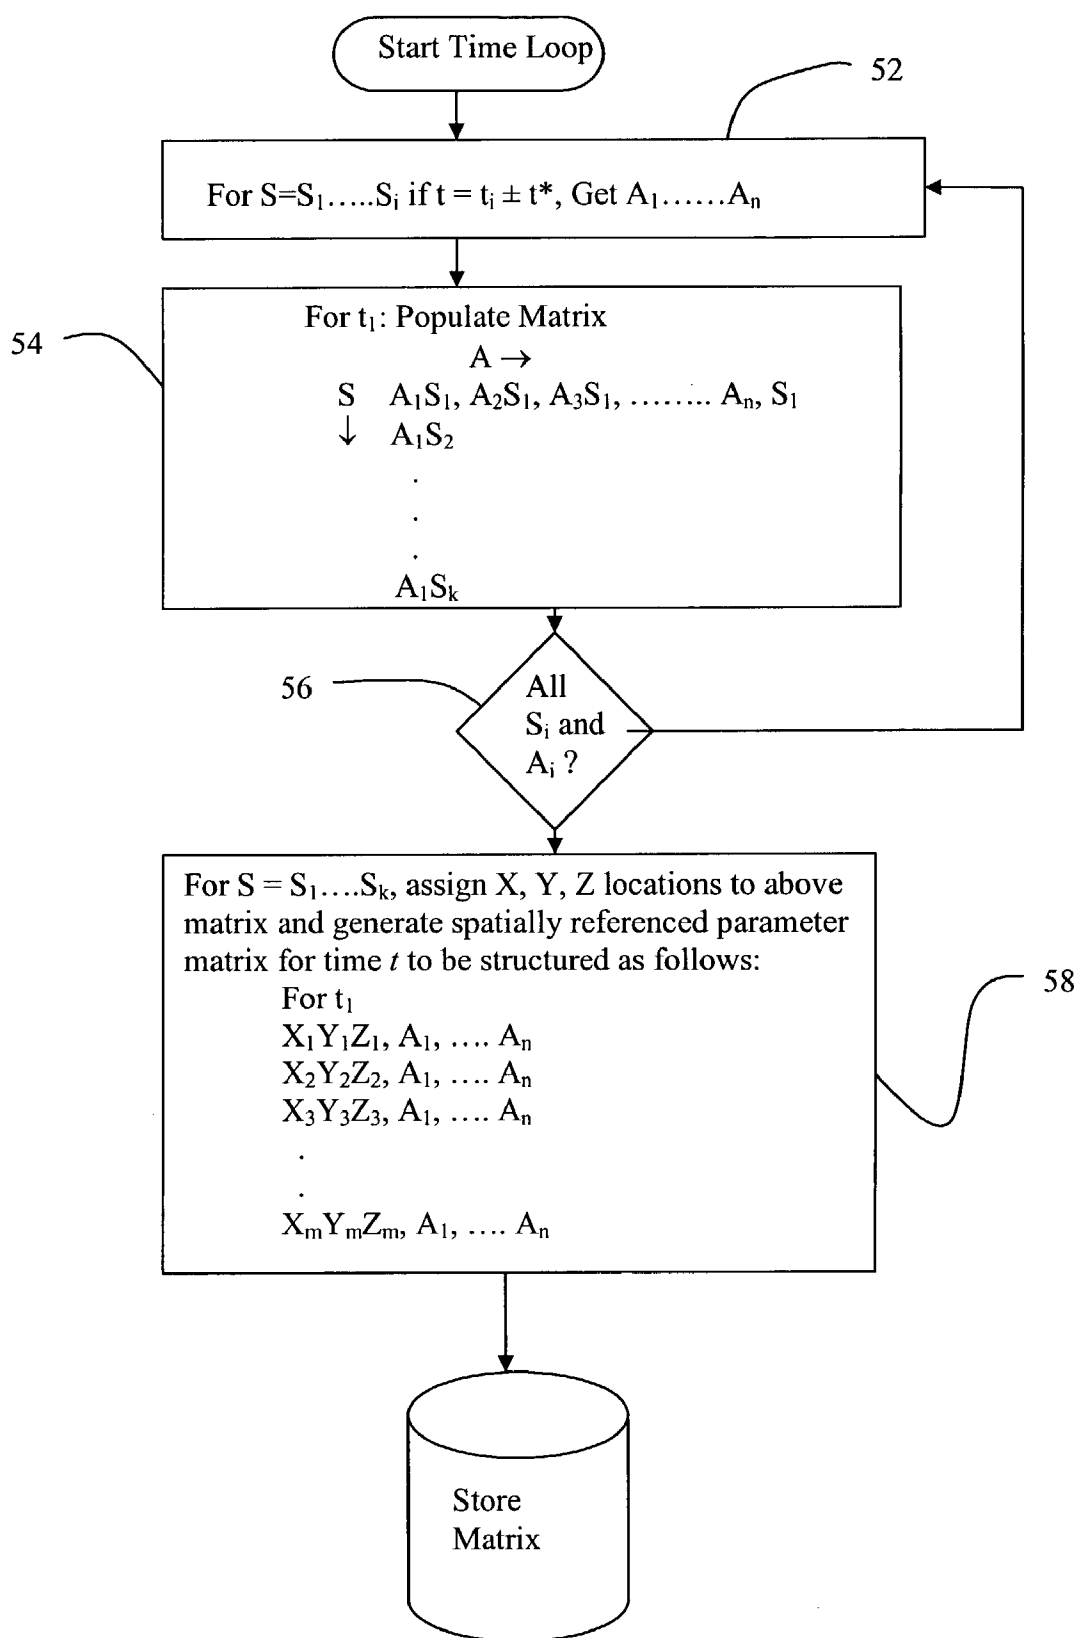 Start Time Loop
52
For S=S₁.....Sᵢ if t = tᵢ ± t*, Get A₁......Aₙ
54
For t₁: Populate Matrix
A →
S A₁S₁, A₂S₁, A₃S₁, ........ Aₙ, S₁
↓ A₁S₂
.
.
.
A₁Sₖ
56
All
Sᵢ and
Aᵢ ?
For S = S₁....Sₖ, assign X, Y, Z locations to above
matrix and generate spatially referenced parameter
matrix for time t to be structured as follows:
58
For t₁
X₁Y₁Z₁, A₁, .... Aₙ
X₂Y₂Z₂, A₁, .... Aₙ
X₃Y₃Z₃, A₁, .... Aₙ
.
.
XₘYₘZₘ, A₁, .... Aₙ
Store
Matrix